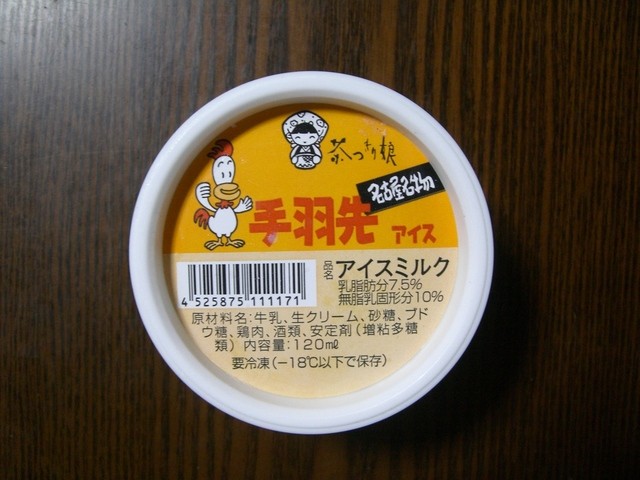 茶つみ娘
名古屋名物
手羽先 アイス
品名 アイスミルク
乳脂肪分7.5%
無脂乳固形分10%
4 525875 111171
原材料名:牛乳、生クリーム、砂糖、ブド
ウ糖、鶏肉、酒類、安定剤(増粘多糖
類) 内容量:120mℓ
要冷凍(−18℃以下で保存)